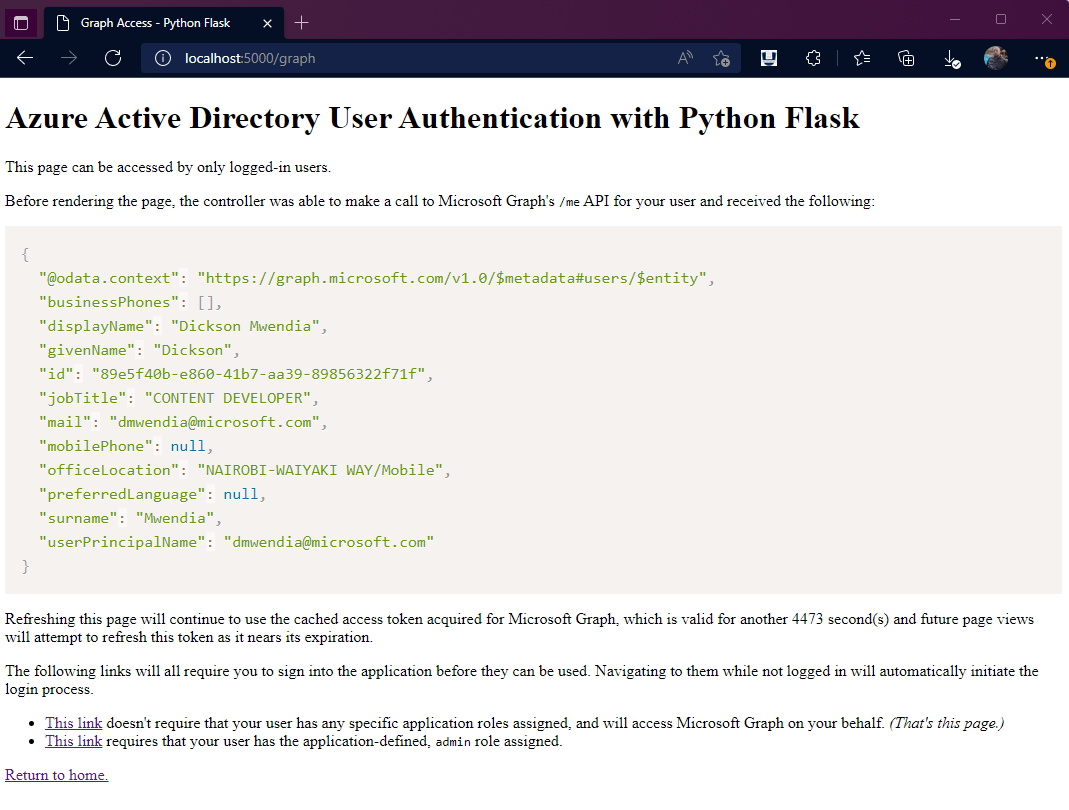 Graph Access - Python Flask
localhost:5000/graph
Azure Active Directory User Authentication with Python Flask
This page can be accessed by only logged-in users.
Before rendering the page, the controller was able to make a call to Microsoft Graph's /me API for your user and received the following:
{
"@odata.context": "https://graph.microsoft.com/v1.0/$metadata#users/$entity",
"businessPhones": [],
"displayName": "Dickson Mwendia",
"givenName": "Dickson",
"id": "89e5f40b-e860-41b7-aa39-89856322f71f",
"jobTitle": "CONTENT DEVELOPER",
"mail": "dmwendia@microsoft.com",
"mobilePhone": null,
"officeLocation": "NAIROBI-WAIYAKI WAY/Mobile",
"preferredLanguage": null,
"surname": "Mwendia",
"userPrincipalName": "dmwendia@microsoft.com"
}
Refreshing this page will continue to use the cached access token acquired for Microsoft Graph, which is valid for another 4473 second(s) and future page views
will attempt to refresh this token as it nears its expiration.
The following links will all require you to sign into the application before they can be used. Navigating to them while not logged in will automatically initiate the
login process.
• This link doesn't require that your user has any specific application roles assigned, and will access Microsoft Graph on your behalf. (That's this page.)
• This link requires that your user has the application-defined, admin role assigned.
Return to home.